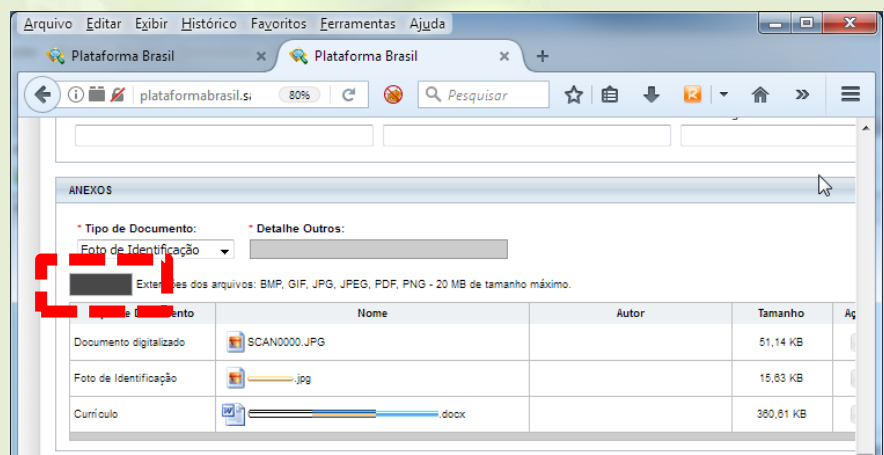 Arquivo Editar Exibir Histórico Favoritos Ferramentas Ajuda
Plataforma Brasil × Plataforma Brasil × +
plataformabrasil.sa 80% Pesquisar
ANEXOS
* Tipo de Documento: * Detalhe Outros:
Foto de Identificação
Extensões dos arquivos: BMP, GIF, JPG, JPEG, PDF, PNG - 20 MB de tamanho máximo.
Nome Autor Tamanho
Documento digitalizado SCAN0000.JPG 51,14 KB
Foto de Identificação .jpg 15,63 KB
Currículo .docx 360,61 KB